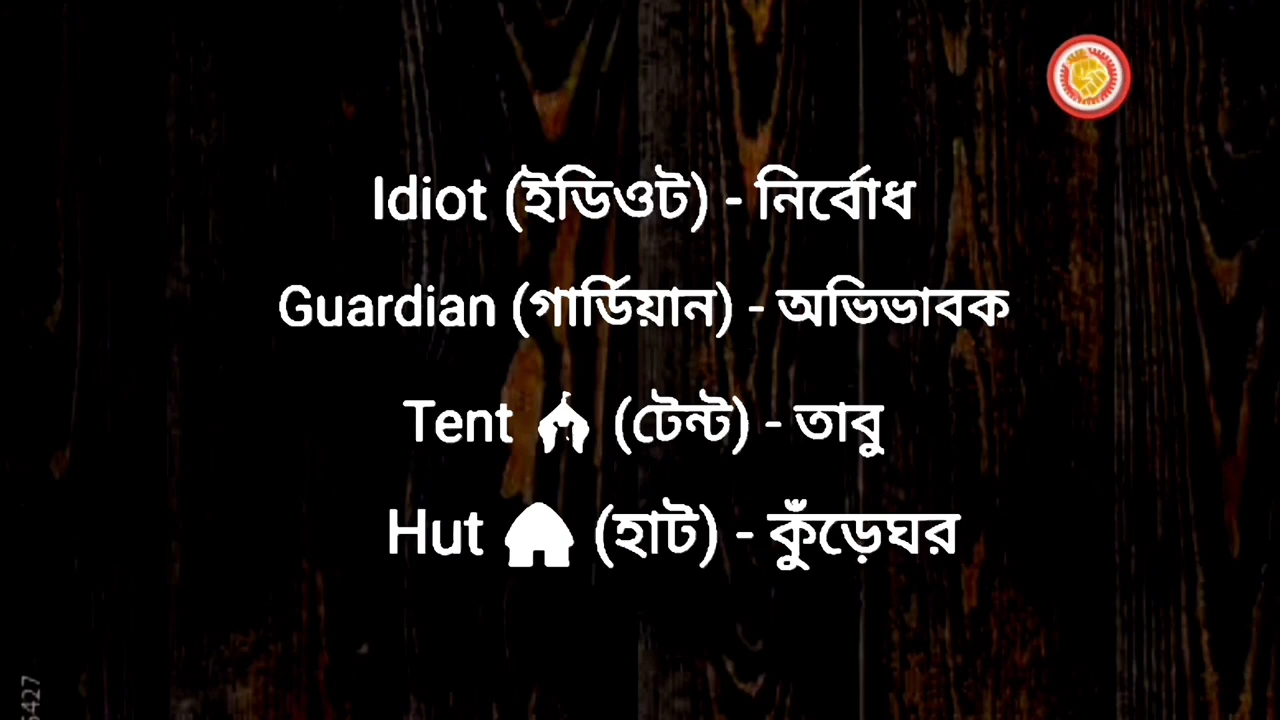 Idiot (ইডিওট) - নির্বোধ
Guardian (গার্ডিয়ান) - অভিভাবক
Tent (টেন্ট) - তাবু
Hut (হাট) - কুঁড়েঘর